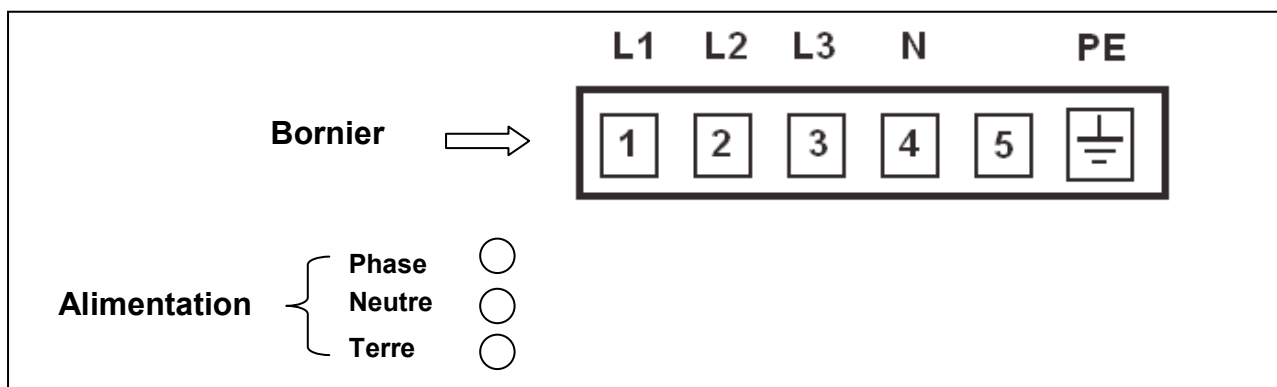 L1 L2 L3 N PE
Bornier
1 2 3 4 5
Phase
Alimentation
Neutre
Terre